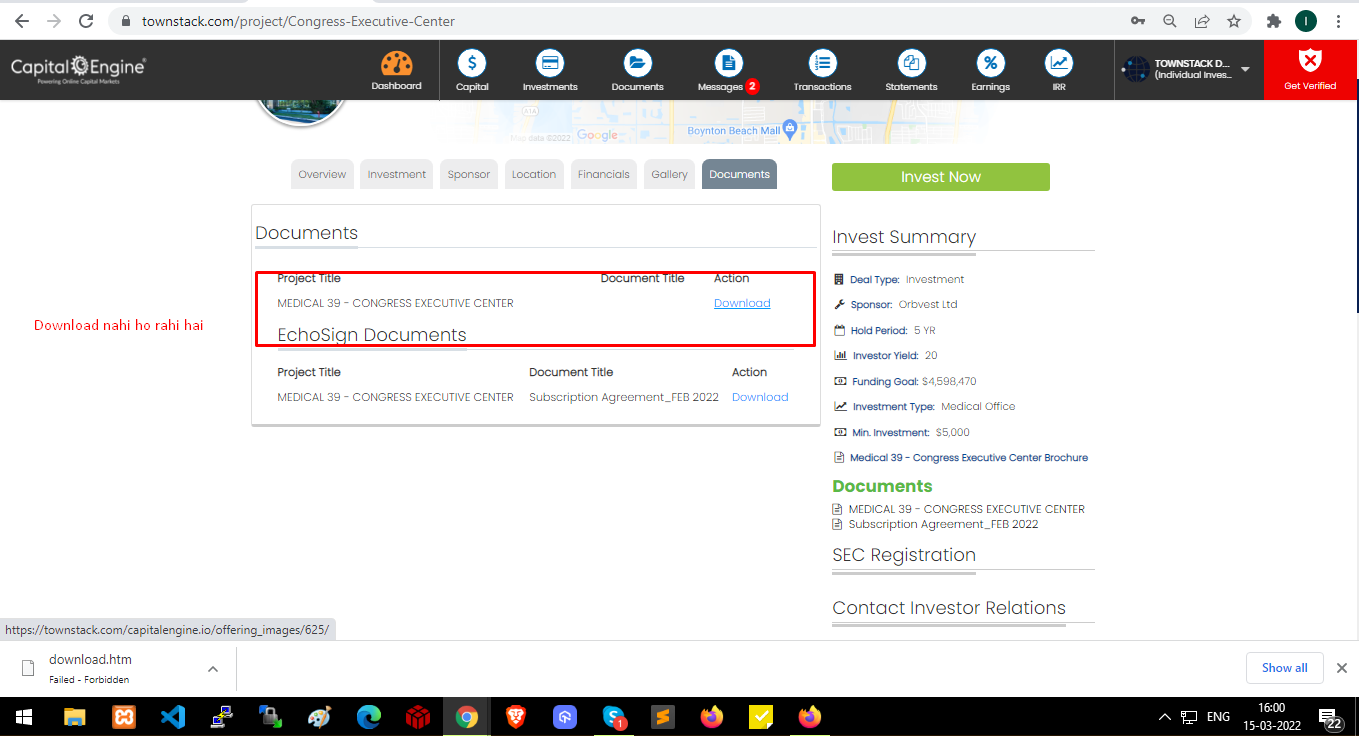 townstack.com/project/Congress-Executive-Center
I
Capital Engine
Powering Online Capital Markets
Dashboard
Capital
Investments
Documents
Messages 2
Transactions
Statements
Earnings
IRR
TOWNSTACK D...
(Individual Inves...
Get Verified
Map data ©2022
Google
Boynton Beach Mall
Overview
Investment
Sponsor
Location
Financials
Gallery
Documents
Invest Now
Documents
Project Title Document Title Action
MEDICAL 39 - CONGRESS EXECUTIVE CENTER Download
EchoSign Documents
Project Title Document Title Action
MEDICAL 39 - CONGRESS EXECUTIVE CENTER Subscription Agreement_FEB 2022 Download
Download nahi ho rahi hai
Invest Summary
Deal Type: Investment
Sponsor: Orbvest Ltd
Hold Period: 5 YR
Investor Yield: 20
Funding Goal: $4,598,470
Investment Type: Medical Office
Min. Investment: $5,000
Medical 39 - Congress Executive Center Brochure
Documents
MEDICAL 39 - CONGRESS EXECUTIVE CENTER
Subscription Agreement_FEB 2022
SEC Registration
Contact Investor Relations
https://townstack.com/capitalengine.io/offering_images/625/
download.htm
Failed - Forbidden
Show all
1
ENG
16:00
15-03-2022
22